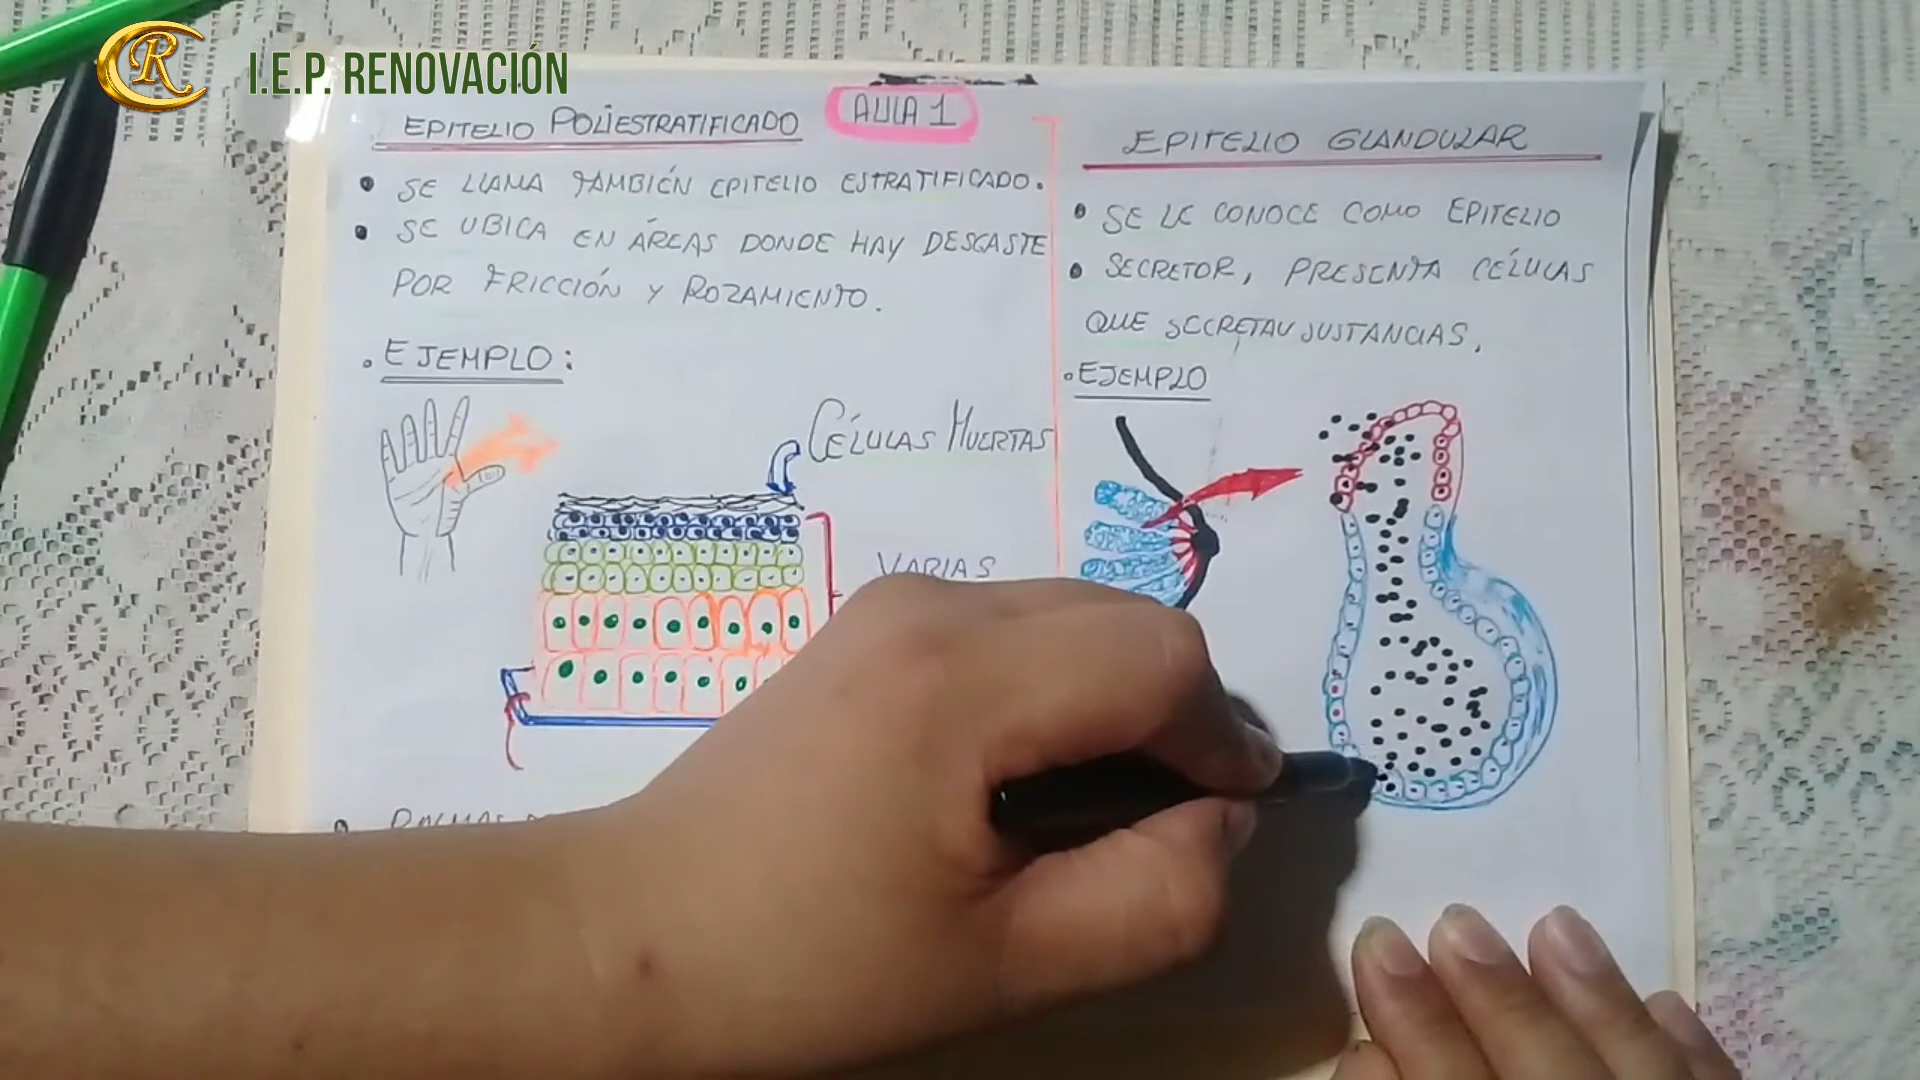 I.E.P. RENOVACIÓN
EPITELIO POLIESTRATIFICADO
AULA 1
• SE LLAMA TAMBIÉN EPITELIO ESTRATIFICADO.
• SE UBICA EN ÁREAS DONDE HAY DESGASTE
POR FRICCIÓN Y ROZAMIENTO.
• EJEMPLO:
CÉLULAS MUERTAS
VARIAS
EPITELIO GLANDULAR
• SE LE CONOCE COMO EPITELIO
• SECRETOR, PRESENTA CÉLULAS
QUE SECRETAN SUSTANCIAS.
• EJEMPLO